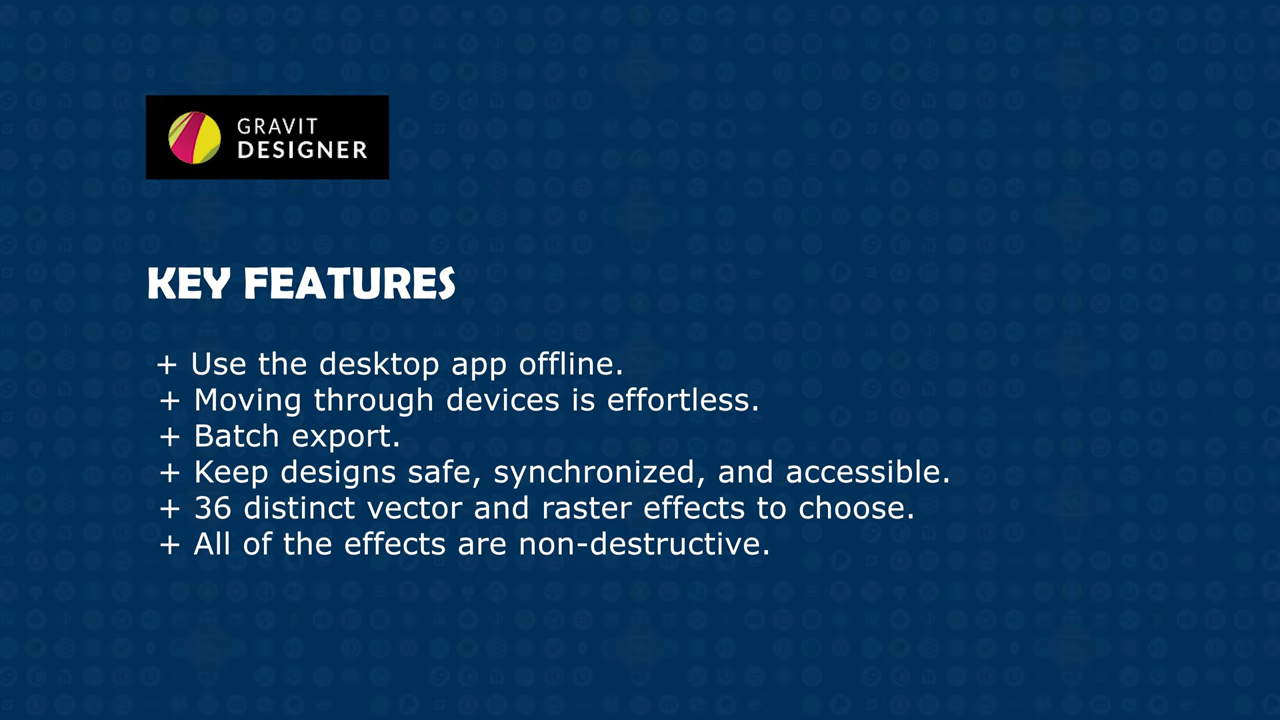 GRAVIT
DESIGNER
KEY FEATURES
+ Use the desktop app offline.
+ Moving through devices is effortless.
+ Batch export.
+ Keep designs safe, synchronized, and accessible.
+ 36 distinct vector and raster effects to choose.
+ All of the effects are non-destructive.